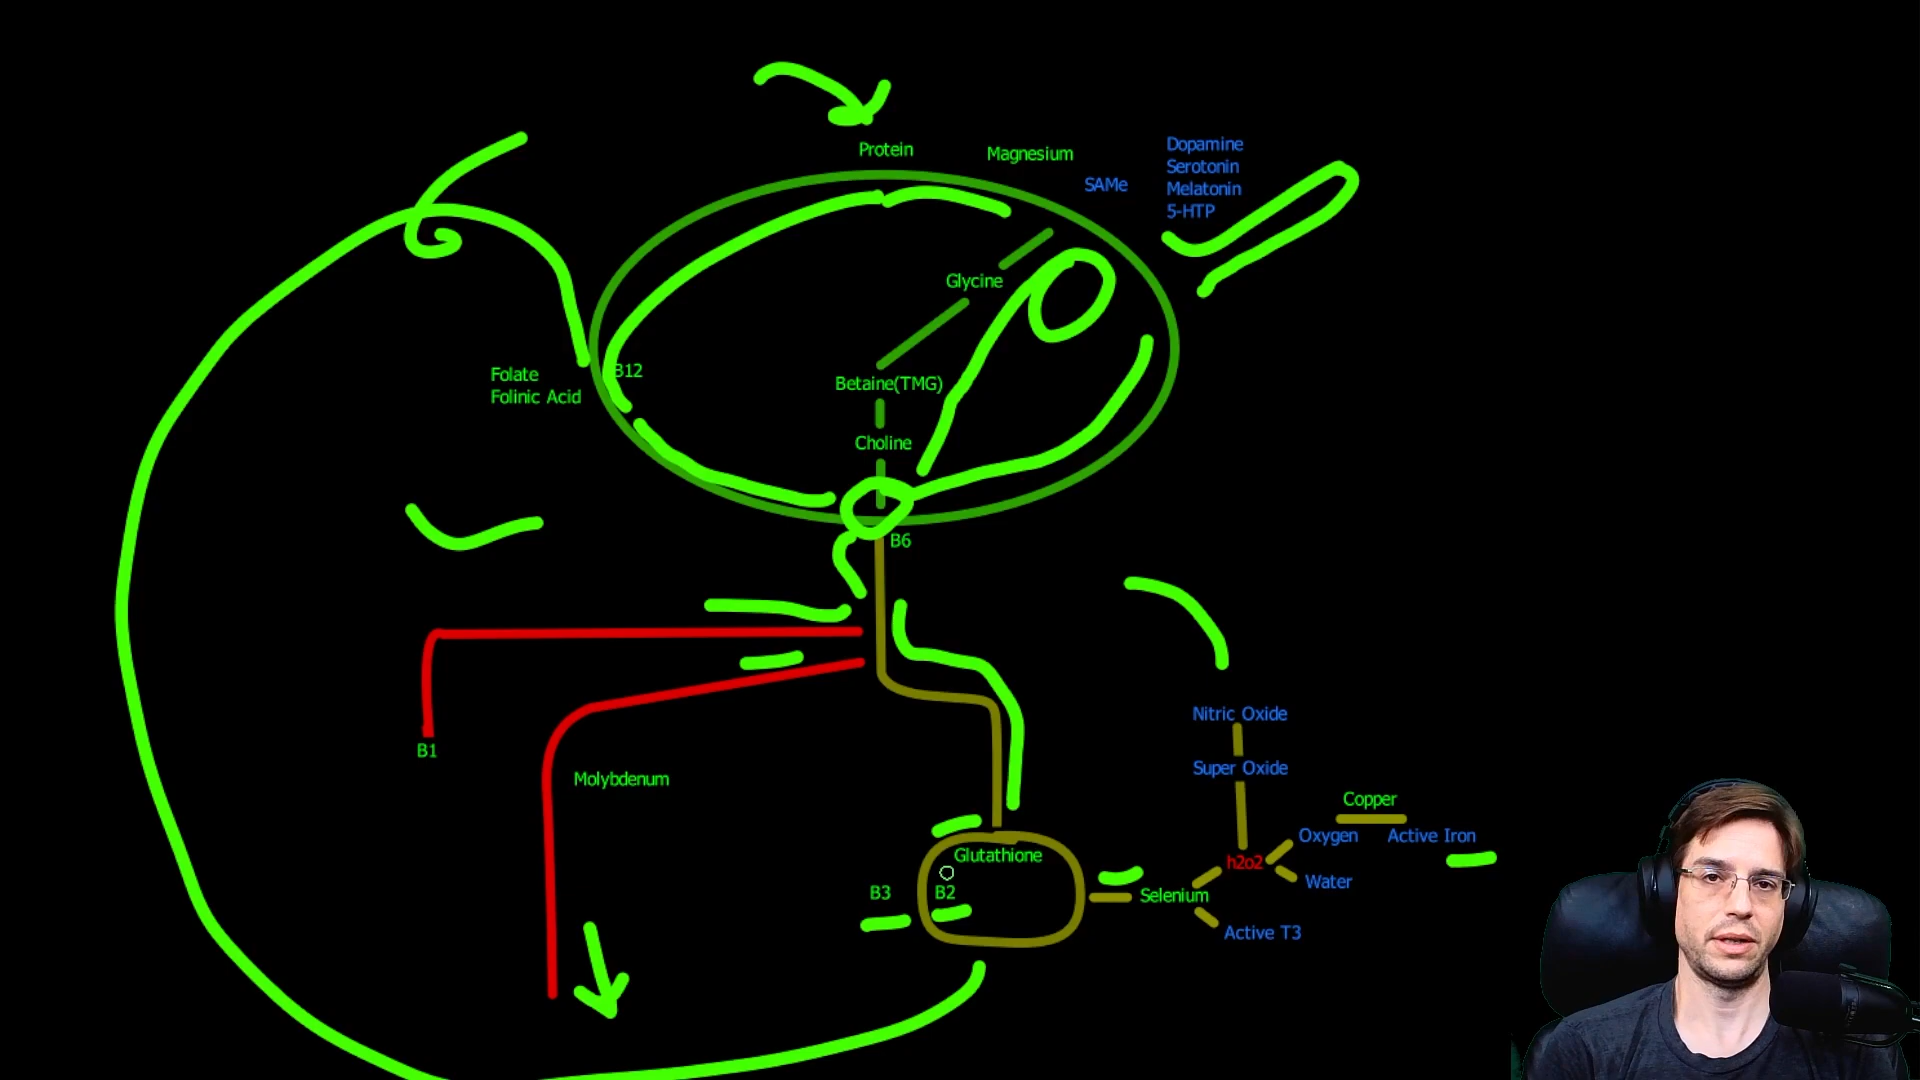 Protein
Magnesium
SAMe
Dopamine
Serotonin
Melatonin
5-HTP
Glycine
Folate
Folinic Acid
B12
Betaine(TMG)
Choline
B6
B1
Molybdenum
Nitric Oxide
Super Oxide
Copper
Oxygen
Active Iron
h2o2
Water
Glutathione
B3
B2
Selenium
Active T3